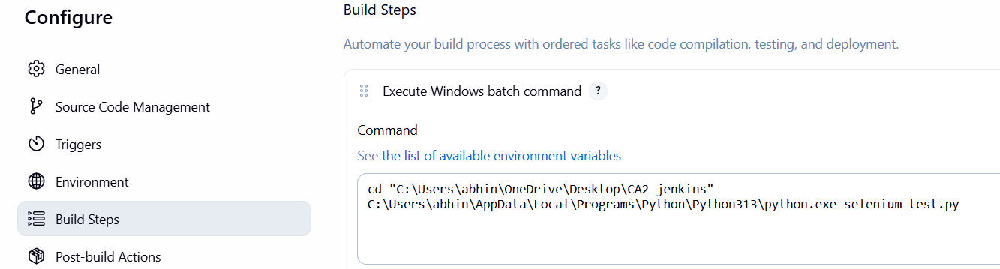 Configure
General
Source Code Management
Triggers
Environment
Build Steps
Post-build Actions
Build Steps
Automate your build process with ordered tasks like code compilation, testing, and deployment.
Execute Windows batch command ?
Command
See the list of available environment variables
cd "C:\Users\abhin\OneDrive\Desktop\CA2 jenkins"
C:\Users\abhin\AppData\Local\Programs\Python\Python313\python.exe selenium_test.py